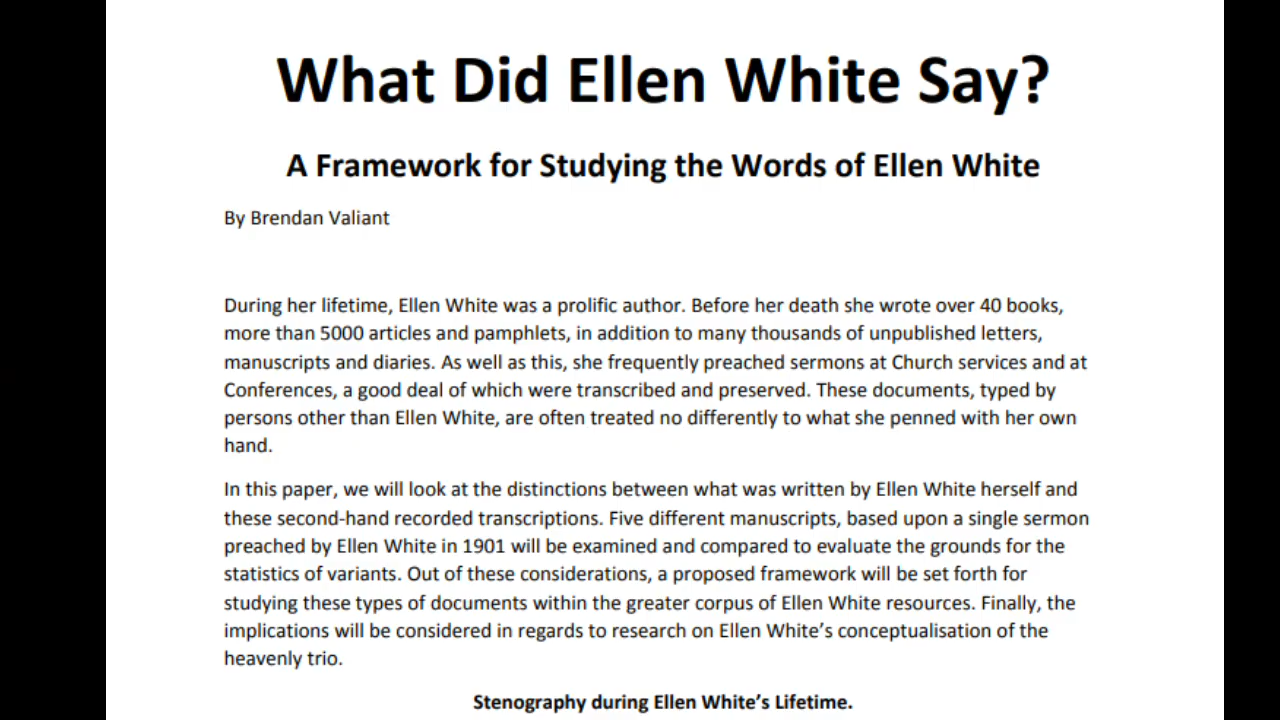 What Did Ellen White Say?
A Framework for Studying the Words of Ellen White
By Brendan Valiant
During her lifetime, Ellen White was a prolific author. Before her death she wrote over 40 books,
more than 5000 articles and pamphlets, in addition to many thousands of unpublished letters,
manuscripts and diaries. As well as this, she frequently preached sermons at Church services and at
Conferences, a good deal of which were transcribed and preserved. These documents, typed by
persons other than Ellen White, are often treated no differently to what she penned with her own
hand.
In this paper, we will look at the distinctions between what was written by Ellen White herself and
these second-hand recorded transcriptions. Five different manuscripts, based upon a single sermon
preached by Ellen White in 1901 will be examined and compared to evaluate the grounds for the
statistics of variants. Out of these considerations, a proposed framework will be set forth for
studying these types of documents within the greater corpus of Ellen White resources. Finally, the
implications will be considered in regards to research on Ellen White’s conceptualisation of the
heavenly trio.
Stenography during Ellen White’s Lifetime.